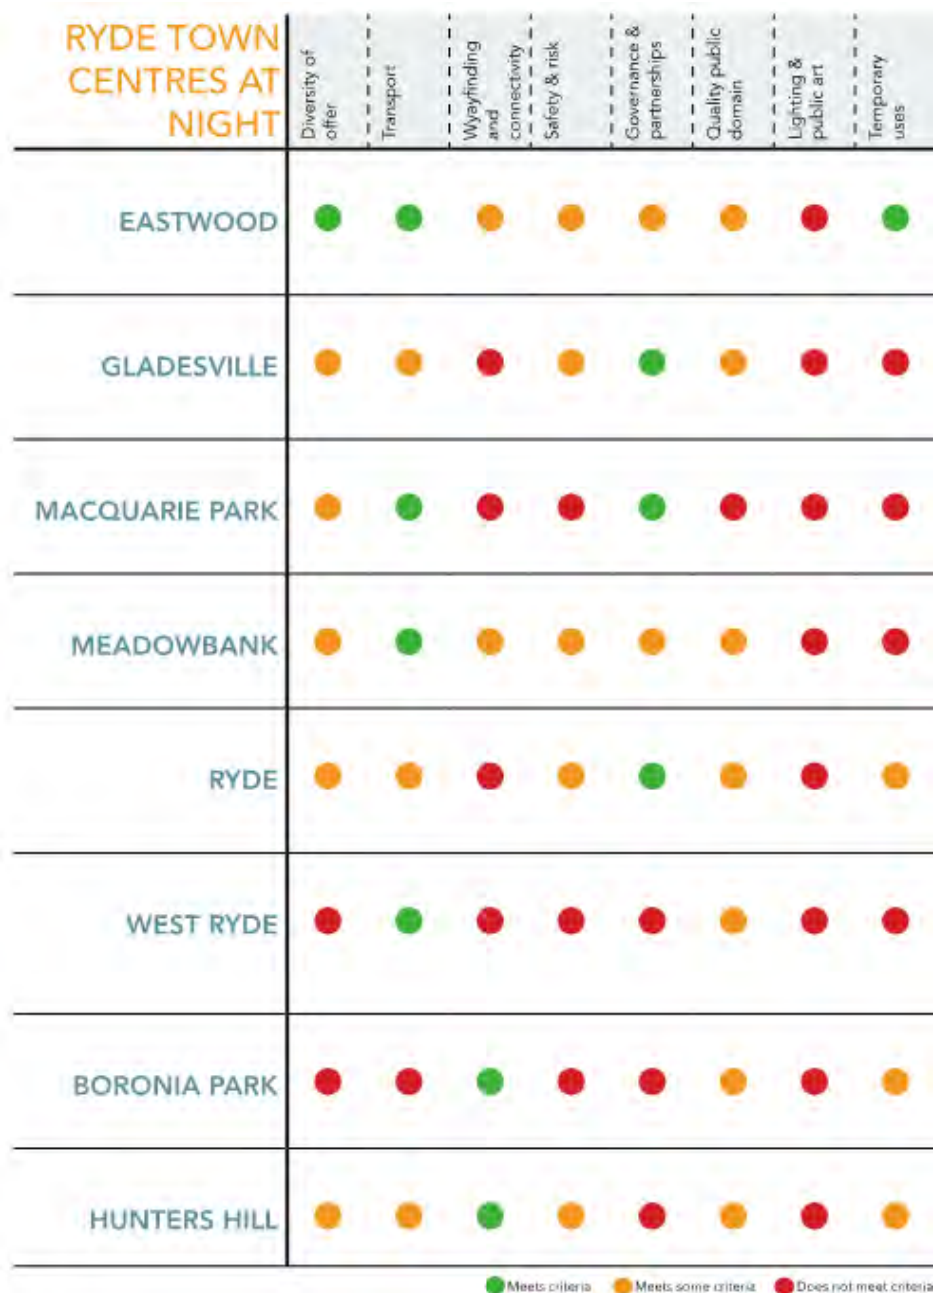 RYDE TOWN
CENTRES AT
NIGHT
Diversity of
offer
Transport
Wyayfinding
and
connectivity
Safety & risk
Governance &
partnerships
Quality public
domain
Lighting &
public art
Temporary
uses
EASTWOOD
GLADESVILLE
MACQUARIE PARK
MEADOWBANK
RYDE
WEST RYDE
BORONIA PARK
HUNTERS HILL
Meets criteria Meets some criteria Does not meet criteria